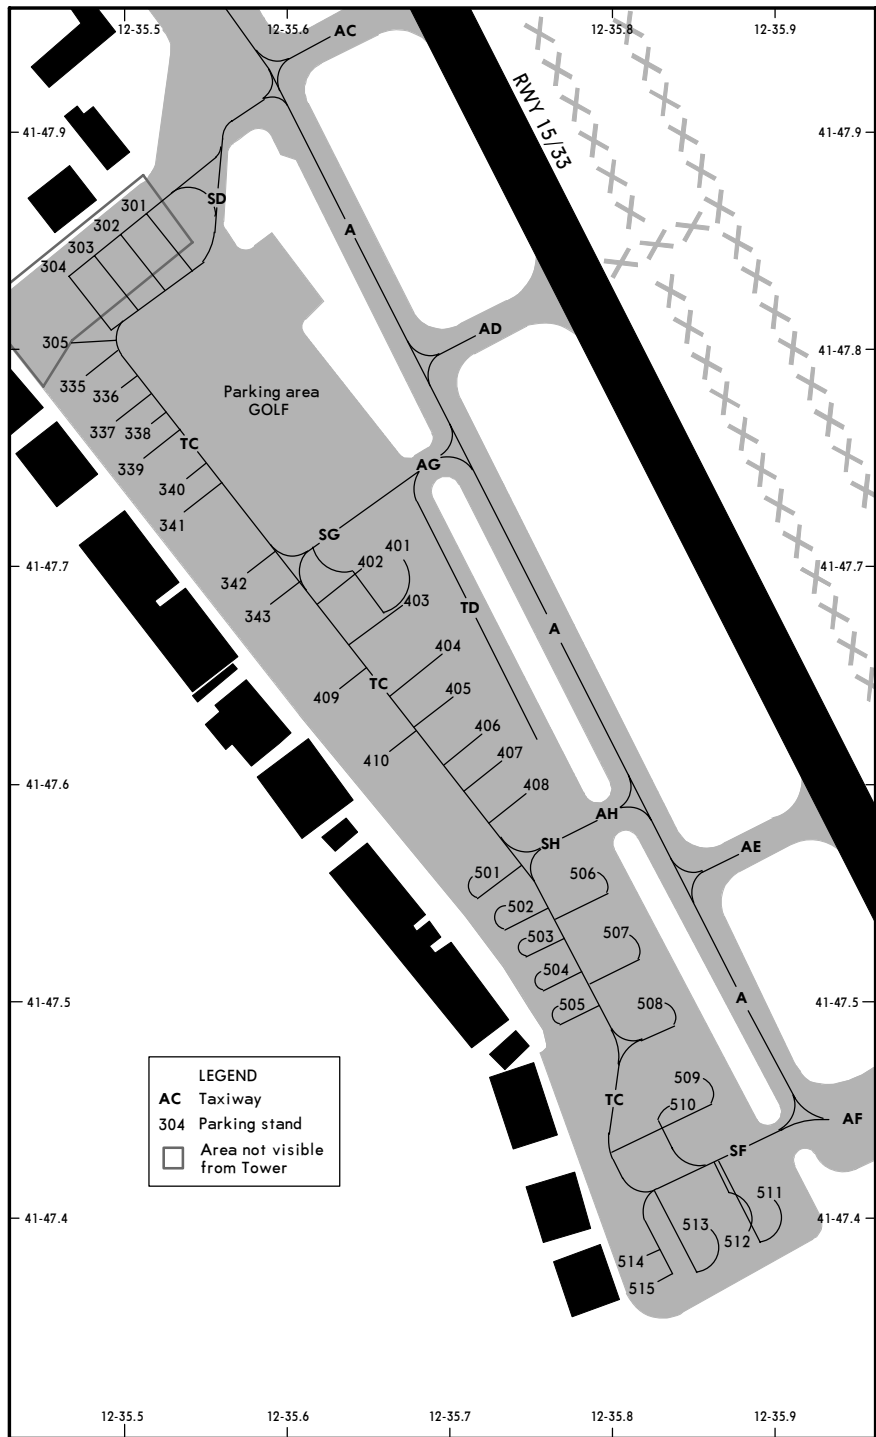 12-35.5
12-35.6
12-35.8
12-35.9
AC
RWY 15/33
41-47.9
41-47.9
301
SD
302
A
303
304
305
AD
41-47.8
41-47.8
335
336
Parking area
GOLF
337
338
TC
339
AG
340
341
SG
401
402
41-47.7
41-47.7
342
403
TD
343
A
404
TC
405
409
406
407
410
41-47.6
41-47.6
408
AH
SH
AE
501
506
502
507
503
504
A
41-47.5
41-47.5
505
508
LEGEND
AC Taxiway
304 Parking stand
Area not visible
from Tower
509
TC
510
AF
SF
511
41-47.4
41-47.4
513
512
514
515
12-35.5
12-35.6
12-35.7
12-35.8
12-35.9